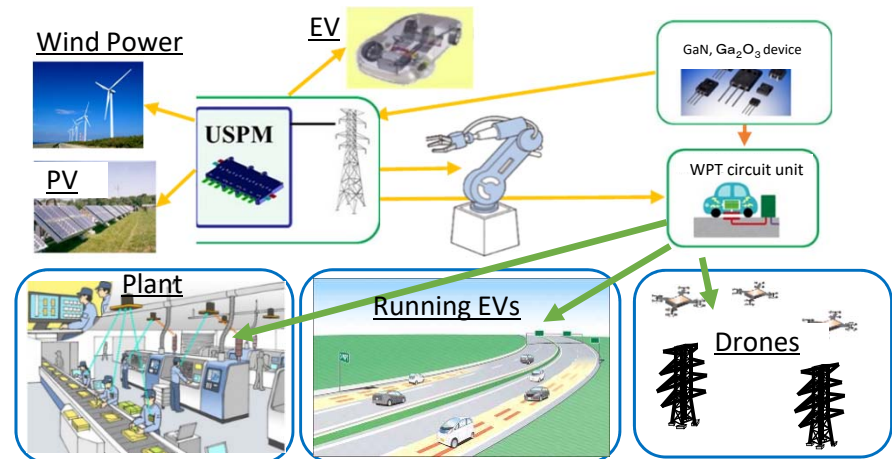 Wind Power
EV
GaN, Ga₂O₃ device
USPM
PV
WPT circuit unit
Plant
Running EVs
Drones